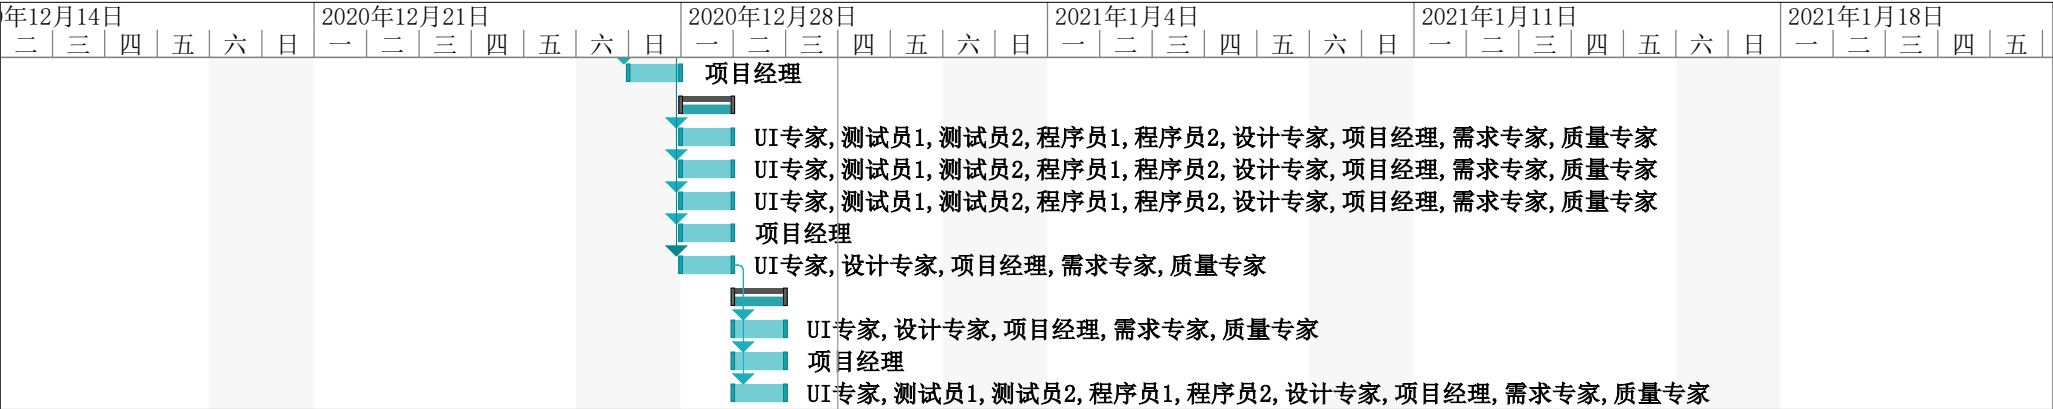 年12月14日 2020年12月21日 2020年12月28日 2021年1月4日 2021年1月11日 2021年1月18日
二 三 四 五 六 日 一 二 三 四 五 六 日 一 二 三 四 五 六 日 一 二 三 四 五 六 日 一 二 三 四 五 六 日 一 二 三 四 五
项目经理
UI专家,测试员1,测试员2,程序员1,程序员2,设计专家,项目经理,需求专家,质量专家
UI专家,测试员1,测试员2,程序员1,程序员2,设计专家,项目经理,需求专家,质量专家
UI专家,测试员1,测试员2,程序员1,程序员2,设计专家,项目经理,需求专家,质量专家
项目经理
UI专家,设计专家,项目经理,需求专家,质量专家
UI专家,设计专家,项目经理,需求专家,质量专家
项目经理
UI专家,测试员1,测试员2,程序员1,程序员2,设计专家,项目经理,需求专家,质量专家